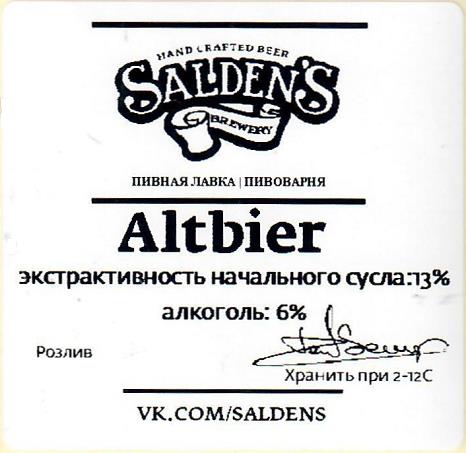 HAND CRAFTED BEER
SALDEN'S
BREWERY
ПИВНАЯ ЛАВКА | ПИВОВАРНЯ
Altbier
экстрактивность начального сусла:13%
алкоголь: 6%
Розлив
Хранить при 2-12С
VK.COM/SALDENS